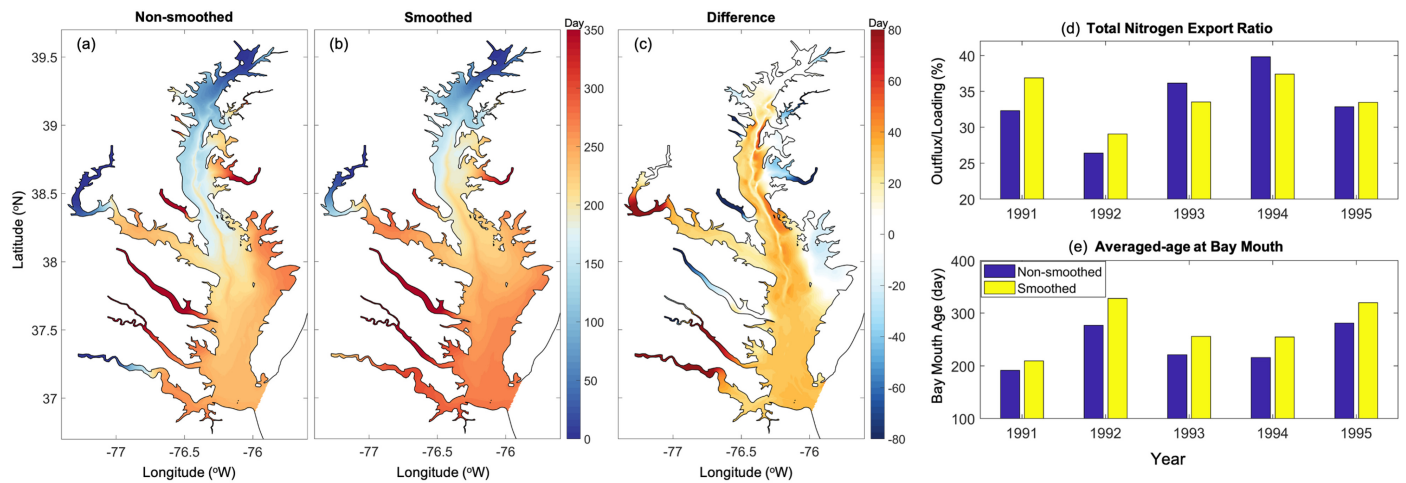 Non-smoothed
Smoothed
Difference
Day
Day
(a)
(b)
(c)
39.5
39
38.5
38
37.5
37
Latitude (ºN)
-77 -76.5 -76
Longitude (ºW)
-77 -76.5 -76
Longitude (ºW)
350
300
250
200
150
100
50
0
-77 -76.5 -76
Longitude (ºW)
80
60
40
20
0
-20
-40
-60
-80
(d) Total Nitrogen Export Ratio
Outflux/Loading (%)
40
35
30
25
20
1991 1992 1993 1994 1995
(e) Averaged-age at Bay Mouth
Bay Mouth Age (day)
400
300
200
100
Non-smoothed
Smoothed
1991 1992 1993 1994 1995
Year